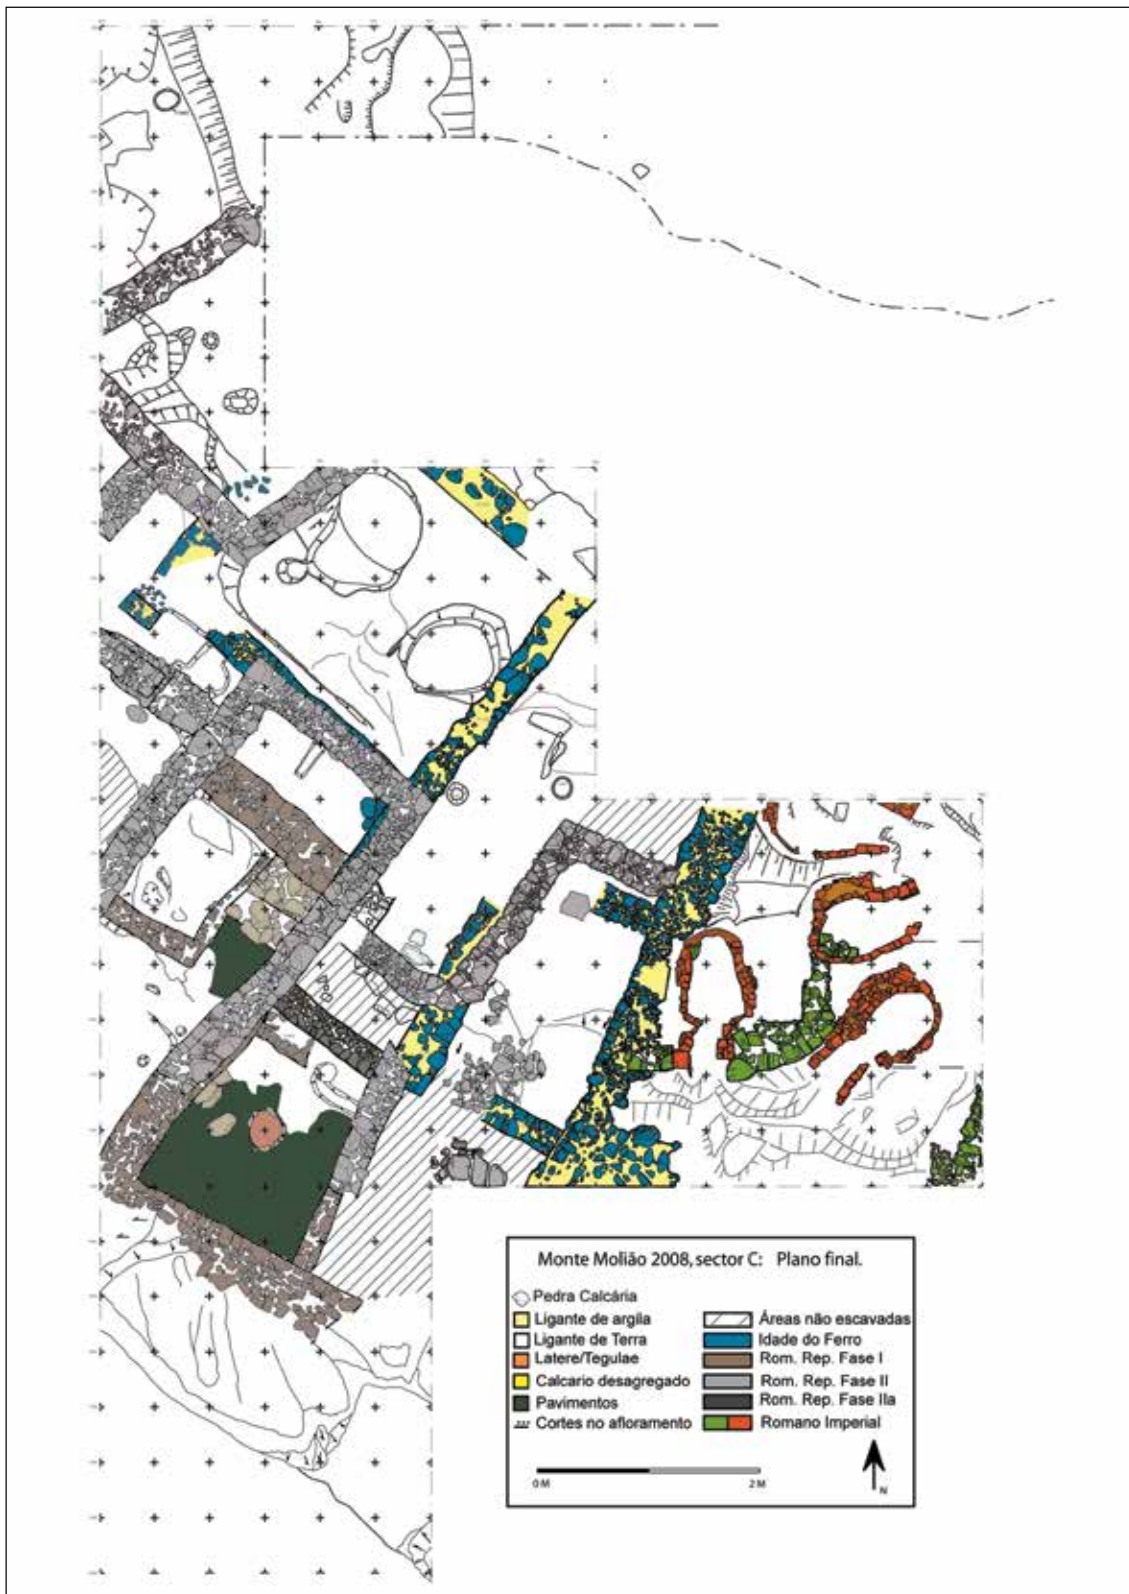 Monte Molião 2008, sector C: Plano final.
Pedra Calcária
Ligante de argila
Ligante de Terra
Latere/Tegulae
Calcario desagregado
Pavimentos
Cortes no afloramento
Áreas não escavadas
Idade do Ferro
Rom. Rep. Fase I
Rom. Rep. Fase II
Rom. Rep. Fase IIa
Romano Imperial
0 M
2 M
N